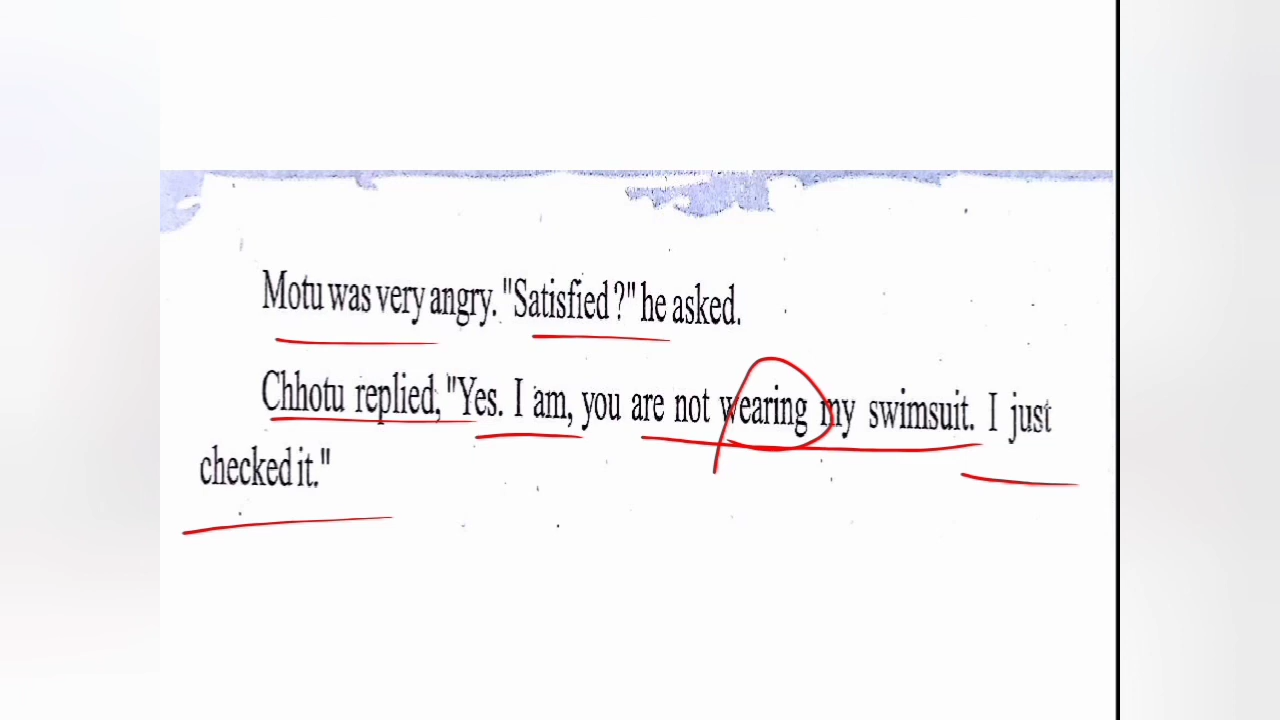 Motu was very angry. "Satisfied ?" he asked.
Chhotu replied, "Yes. I am, you are not wearing my swimsuit. I just
checked it."